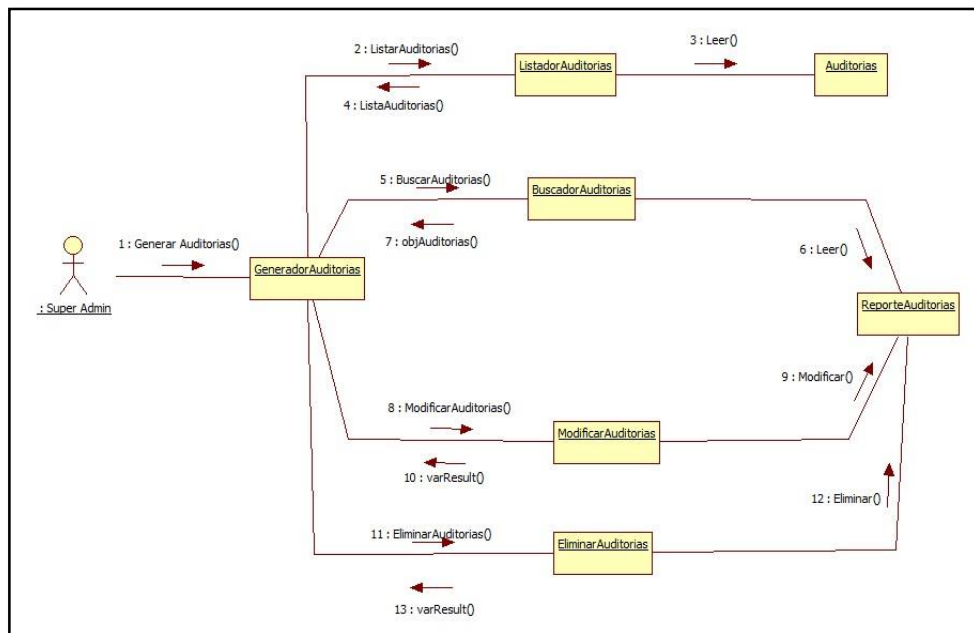 2 : ListarAuditorias()
3 : Leer()
ListadorAuditorias
Auditorias
4 : ListaAuditorias()
5 : BuscarAuditorias()
BuscadorAuditorias
7 : objAuditorias()
6 : Leer()
1 : Generar Auditorias()
GeneradorAuditorias
: Super Admin
ReporteAuditorias
9 : Modificar()
8 : ModificarAuditorias()
ModificarAuditorias
10 : varResult()
12 : Eliminar()
11 : EliminarAuditorias()
EliminarAuditorias
13 : varResult()